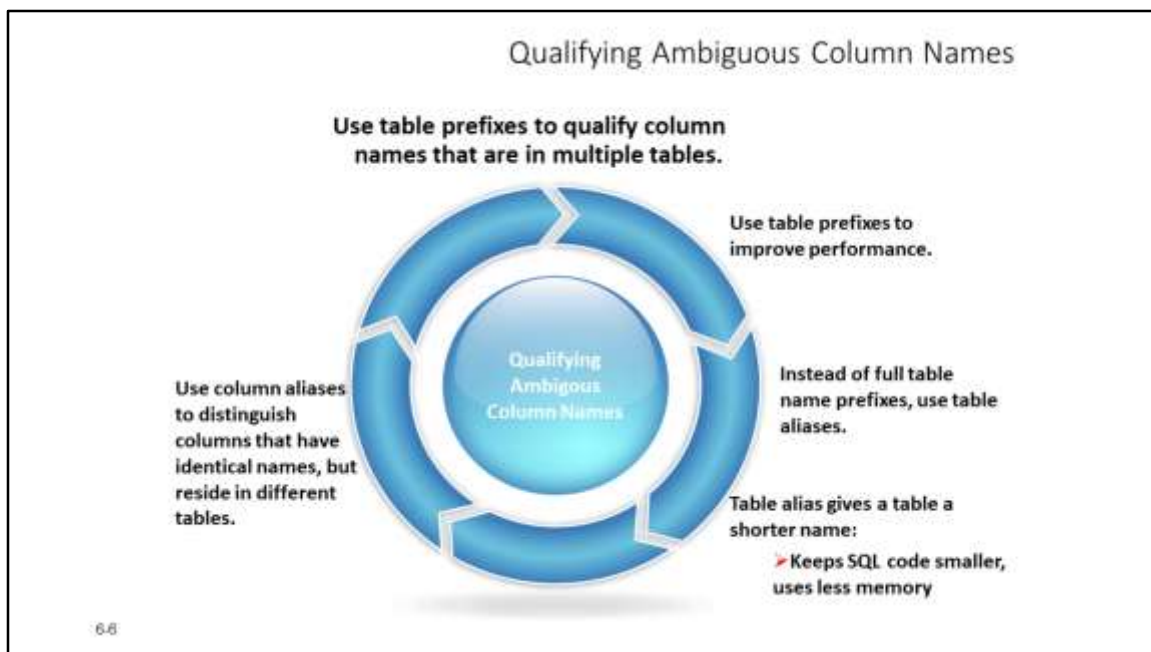 Qualifying Ambiguous Column Names
Use table prefixes to qualify column
names that are in multiple tables.
Use table prefixes to
improve performance.
Instead of full table
name prefixes, use table
aliases.
Table alias gives a table a
shorter name:
➢Keeps SQL code smaller,
uses less memory
Use column aliases
to distinguish
columns that have
identical names, but
reside in different
tables.
Qualifying
Ambigous
Column Names
6-6